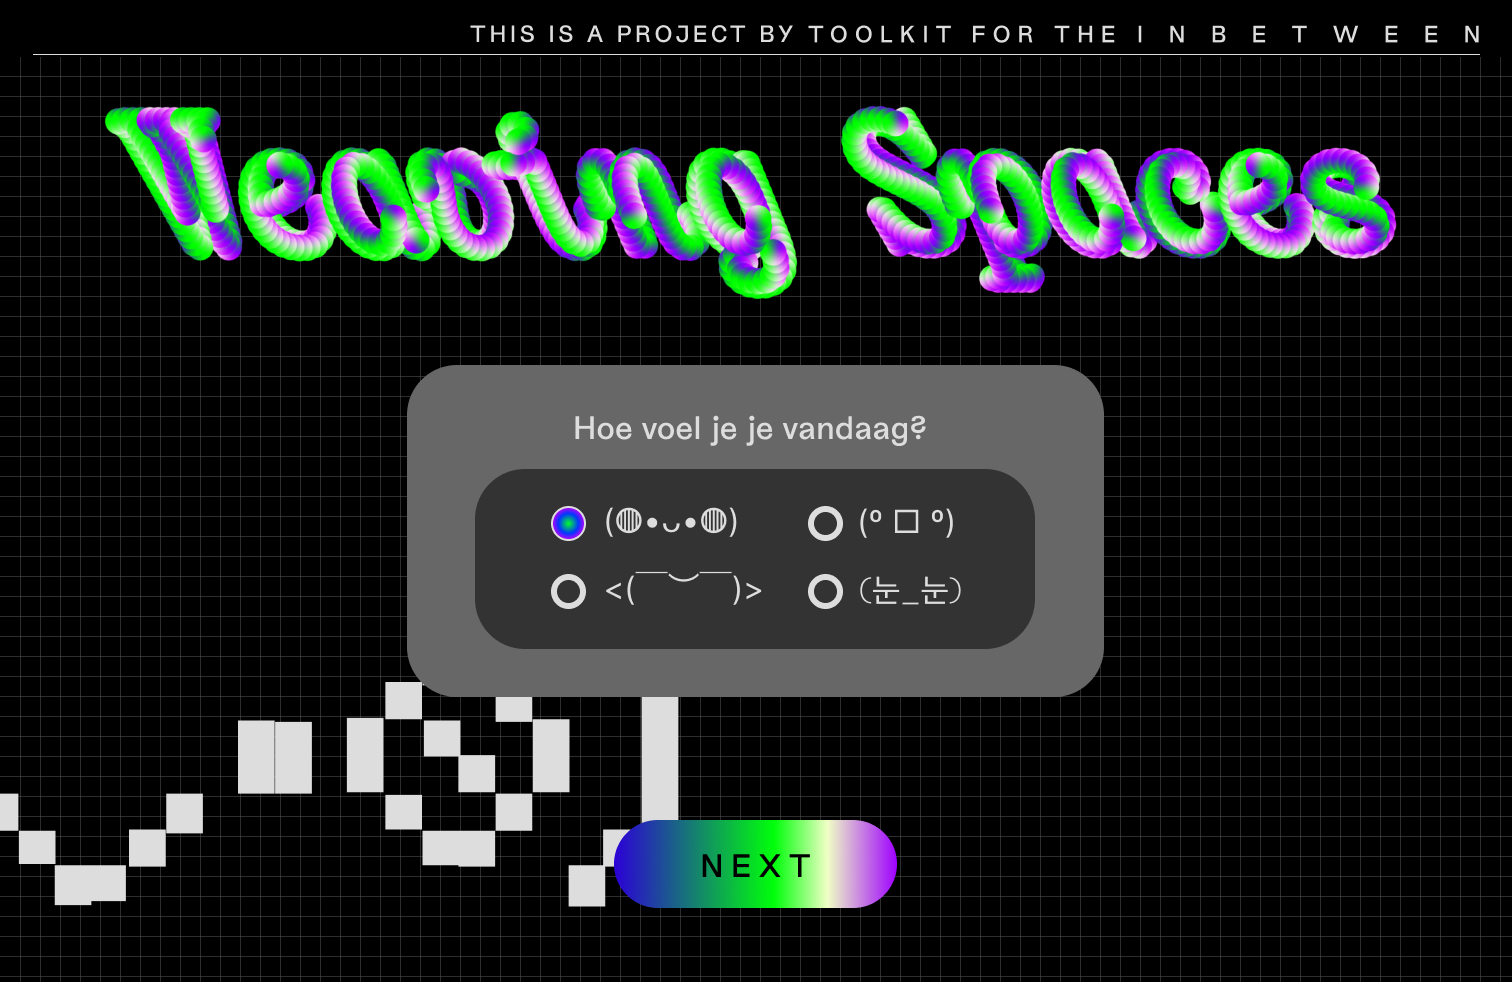 THIS IS A PROJECT BY TOOLKIT FOR THE I N B E T W E E N
Weaving Spaces
Hoe voel je je vandaag?
(◍•ᴗ•◍) (º □ º)
<(￣︶￣)> (눈_눈)
NEXT